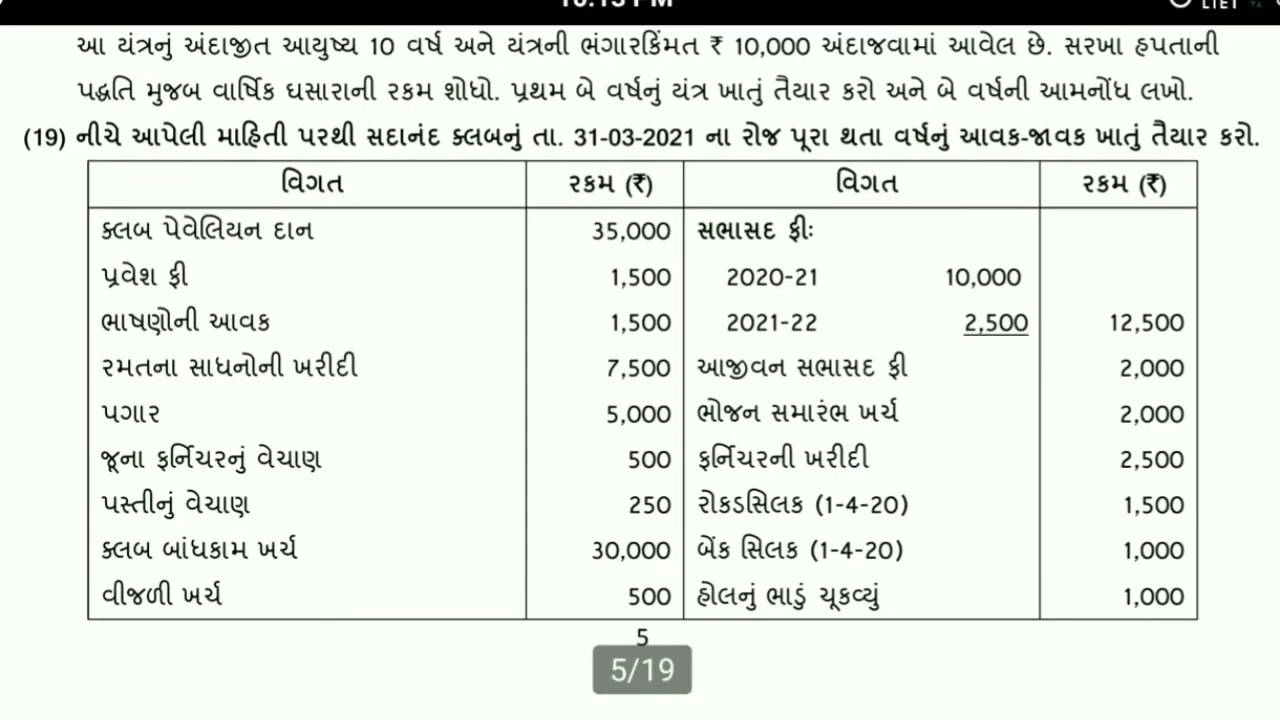 આ યંત્રનું અંદાજીત આયુષ્ય 10 વર્ષ અને યંત્રની ભંગારકિંમત ₹ 10,000 અંદાજવામાં આવેલ છે. સરખા હપતાની
પદ્ધતિ મુજબ વાર્ષિક ઘસારાની રકમ શોધો. પ્રથમ બે વર્ષનું યંત્ર ખાતું તૈયાર કરો અને બે વર્ષની આમનોંધ લખો.
(19) નીચે આપેલી માહિતી પરથી સદાનંદ ક્લબનું તા. 31-03-2021 ના રોજ પૂરા થતા વર્ષનું આવક-જાવક ખાતું તૈયાર કરો.
વિગત રકમ (₹) વિગત રકમ (₹)
ક્લબ પેવેલિયન દાન 35,000 સભાસદ ફીઃ
પ્રવેશ ફી 1,500 2020-21 10,000
ભાષણોની આવક 1,500 2021-22 2,500 12,500
રમતના સાધનોની ખરીદી 7,500 આજીવન સભાસદ ફી 2,000
પગાર 5,000 ભોજન સમારંભ ખર્ચ 2,000
જૂના ફર્નિચરનું વેચાણ 500 ફર્નિચરની ખરીદી 2,500
પસ્તીનું વેચાણ 250 રોકડસિલક (1-4-20) 1,500
ક્લબ બાંધકામ ખર્ચ 30,000 બેંક સિલક (1-4-20) 1,000
વીજળી ખર્ચ 500 હોલનું ભાડું ચૂકવ્યું 1,000
5
5/19